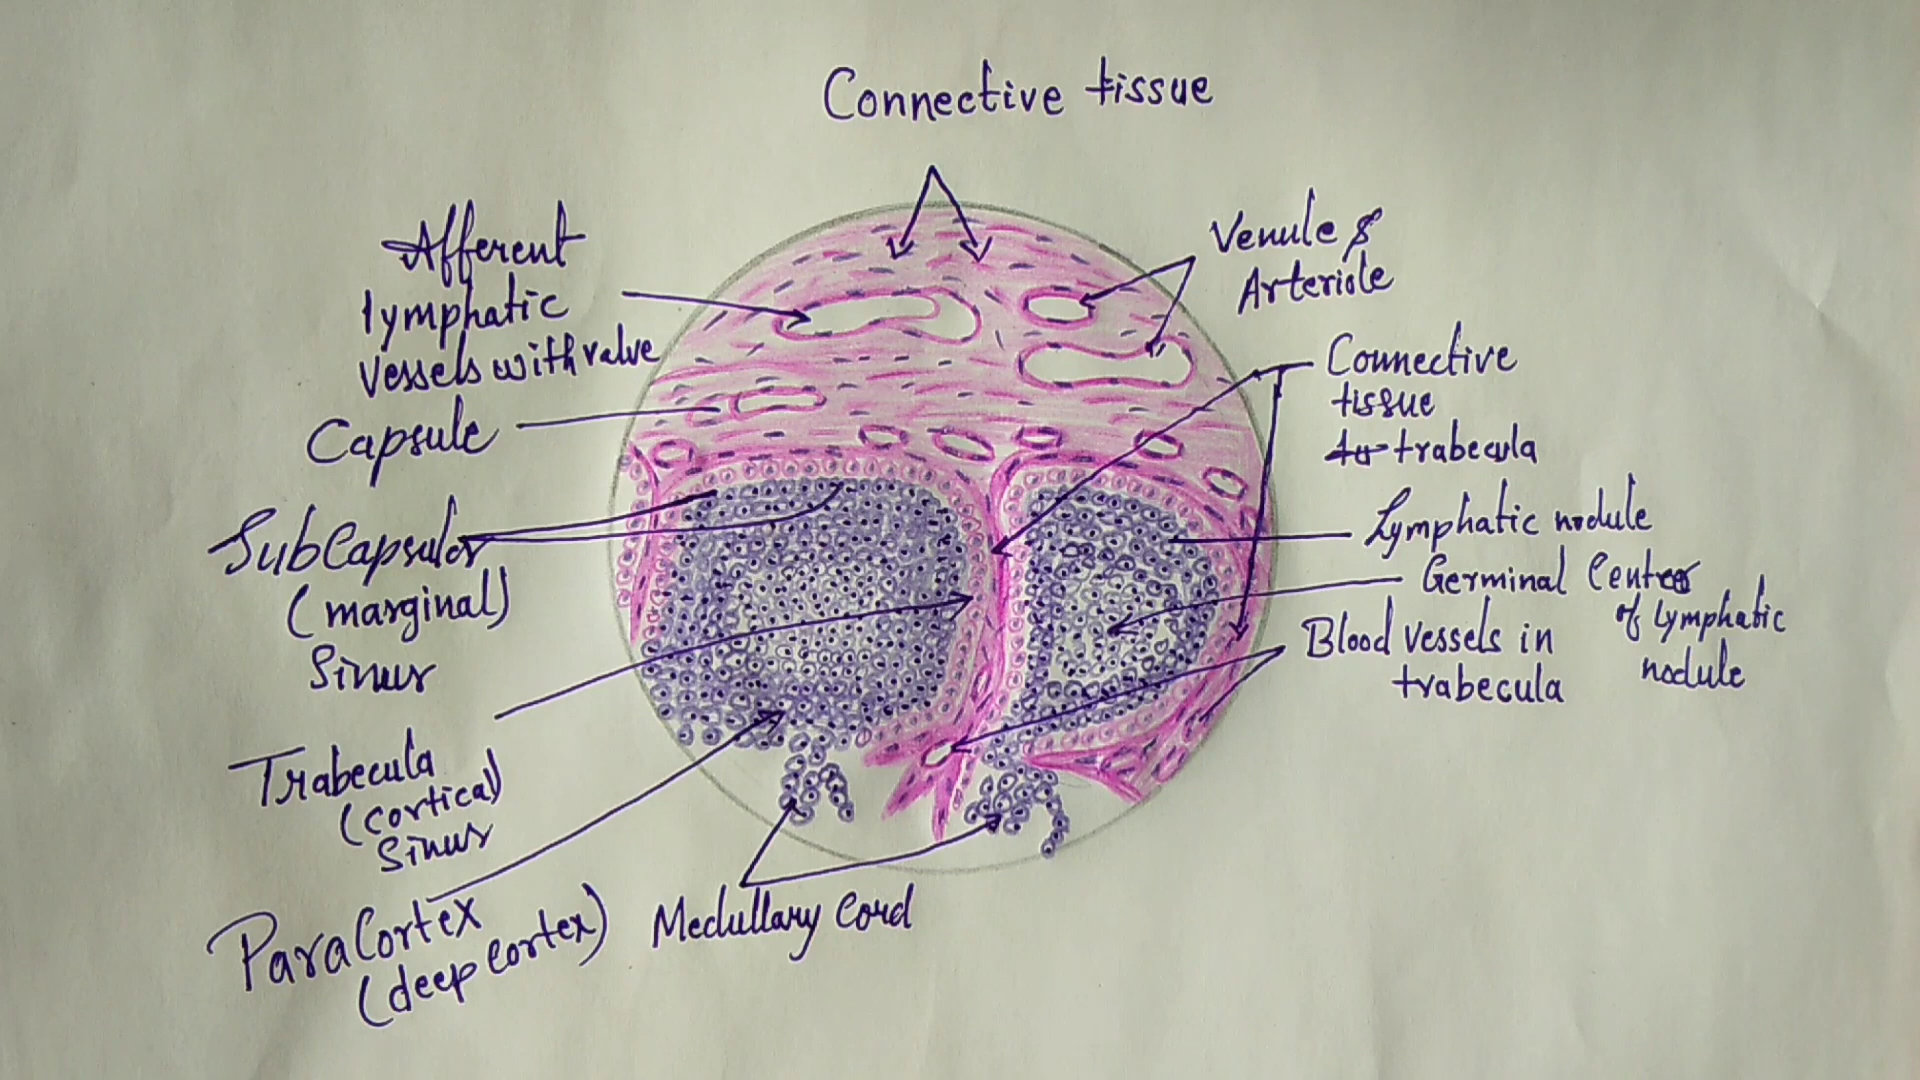 Connective tissue
Afferent
lymphatic
vessels with valve
Capsule
Subcapsular
(marginal)
Sinus
Trabecula
(cortical)
Sinus
Paracortex
(deep cortex)
Medullary Cord
Venule &
Arteriole
Connective
tissue
trabecula
Lymphatic nodule
Germinal Centres
of lymphatic
nodule
Blood vessels in
trabecula